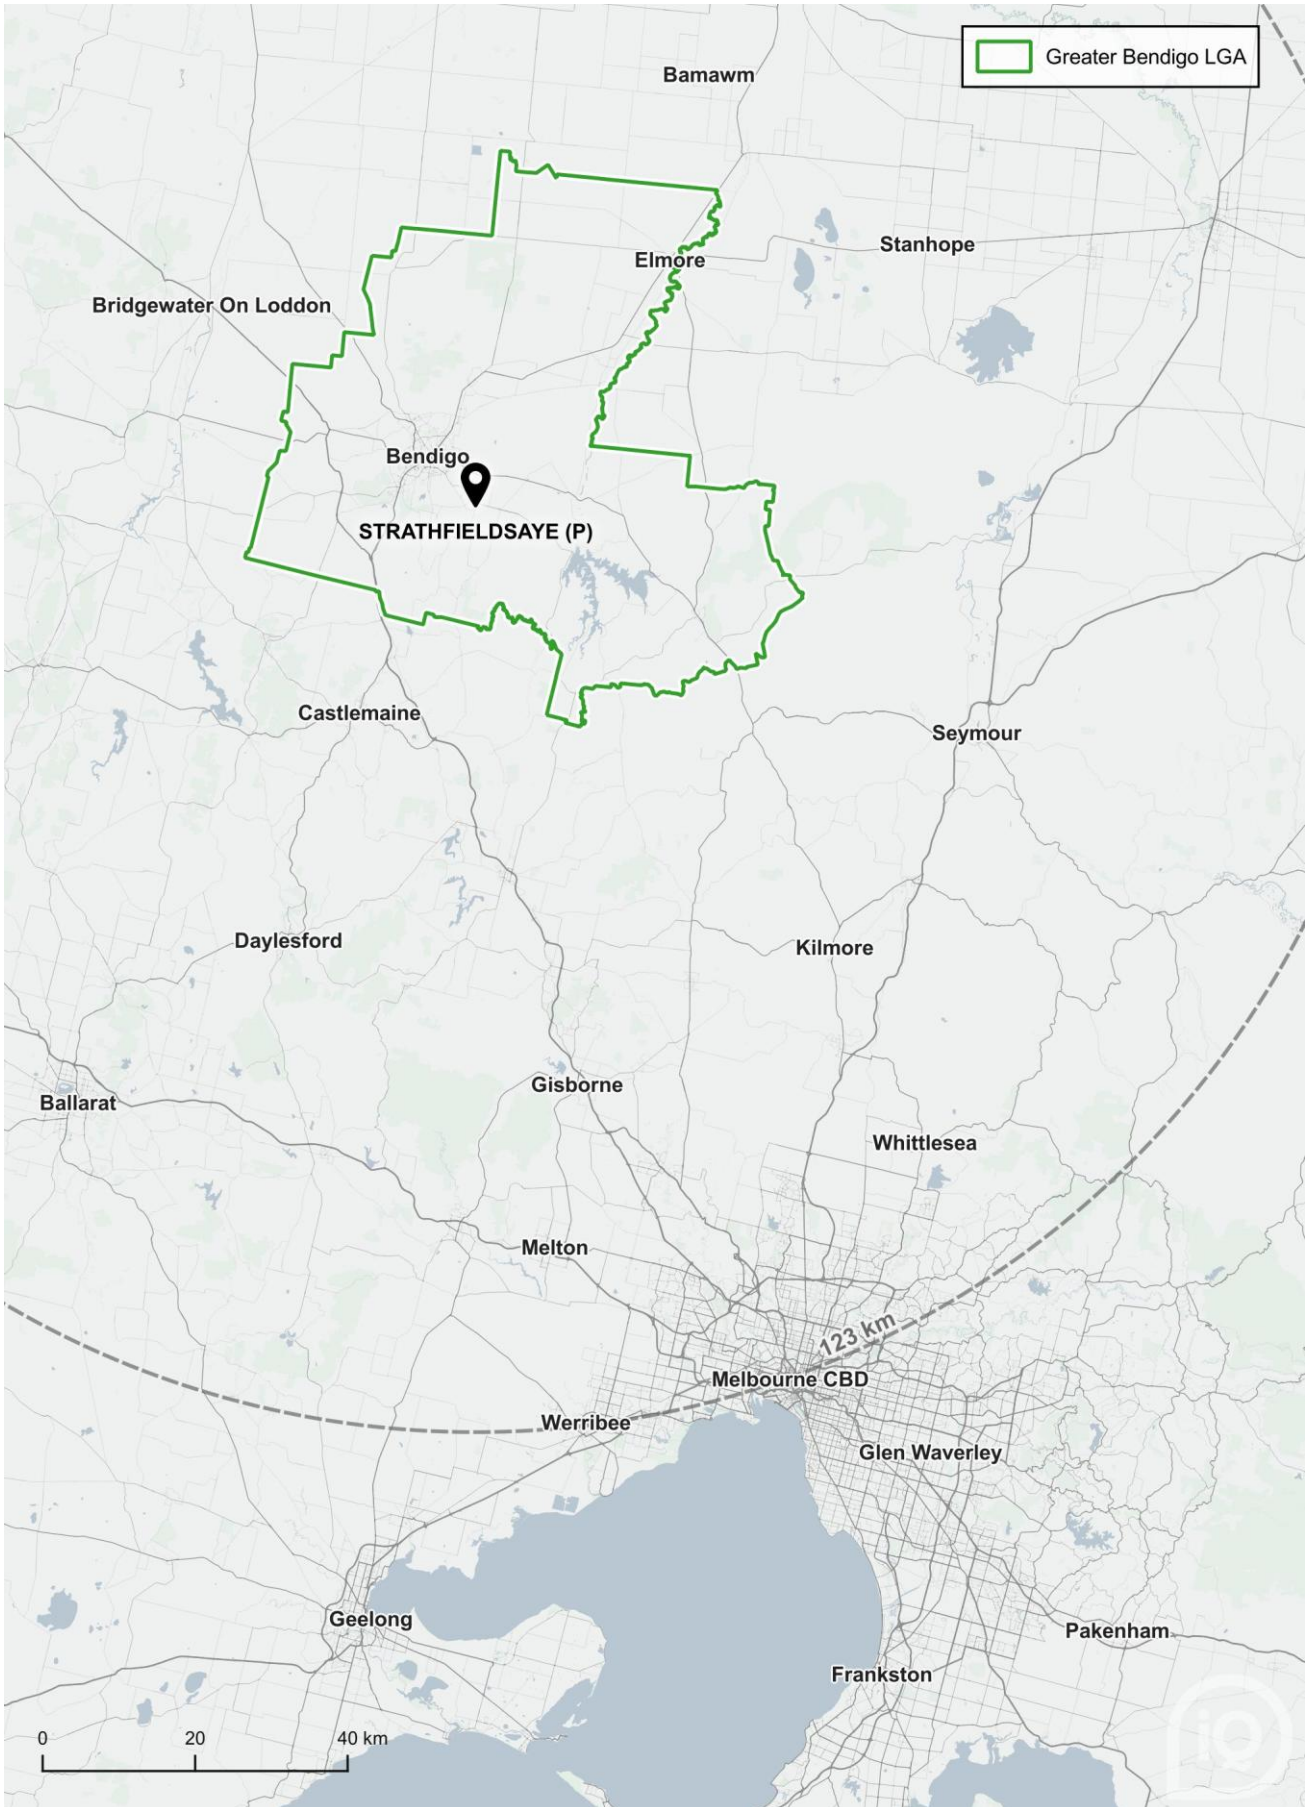 Greater Bendigo LGA
Bamawm
Stanhope
Elmore
Bridgewater On Loddon
Bendigo
STRATHFIELDSAYE (P)
Castlemaine
Seymour
Daylesford
Kilmore
Gisborne
Ballarat
Whittlesea
Melton
123 km
Melbourne CBD
Werribee
Glen Waverley
Geelong
Pakenham
Frankston
0 20 40 km
iQ